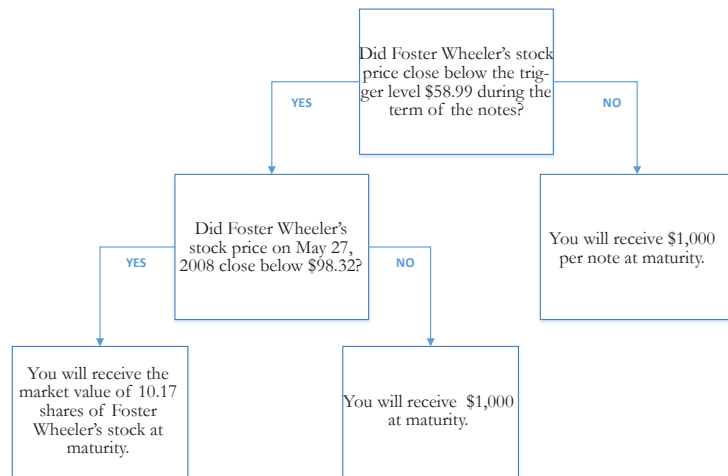 Did Foster Wheeler's stock
price close below the trig-
ger level $58.99 during the
term of the notes?
YES
NO
Did Foster Wheeler's
stock price on May 27,
2008 close below $98.32?
You will receive $1,000
per note at maturity.
YES
NO
You will receive the
market value of 10.17
shares of Foster
Wheeler's stock at
maturity.
You will receive $1,000
at maturity.